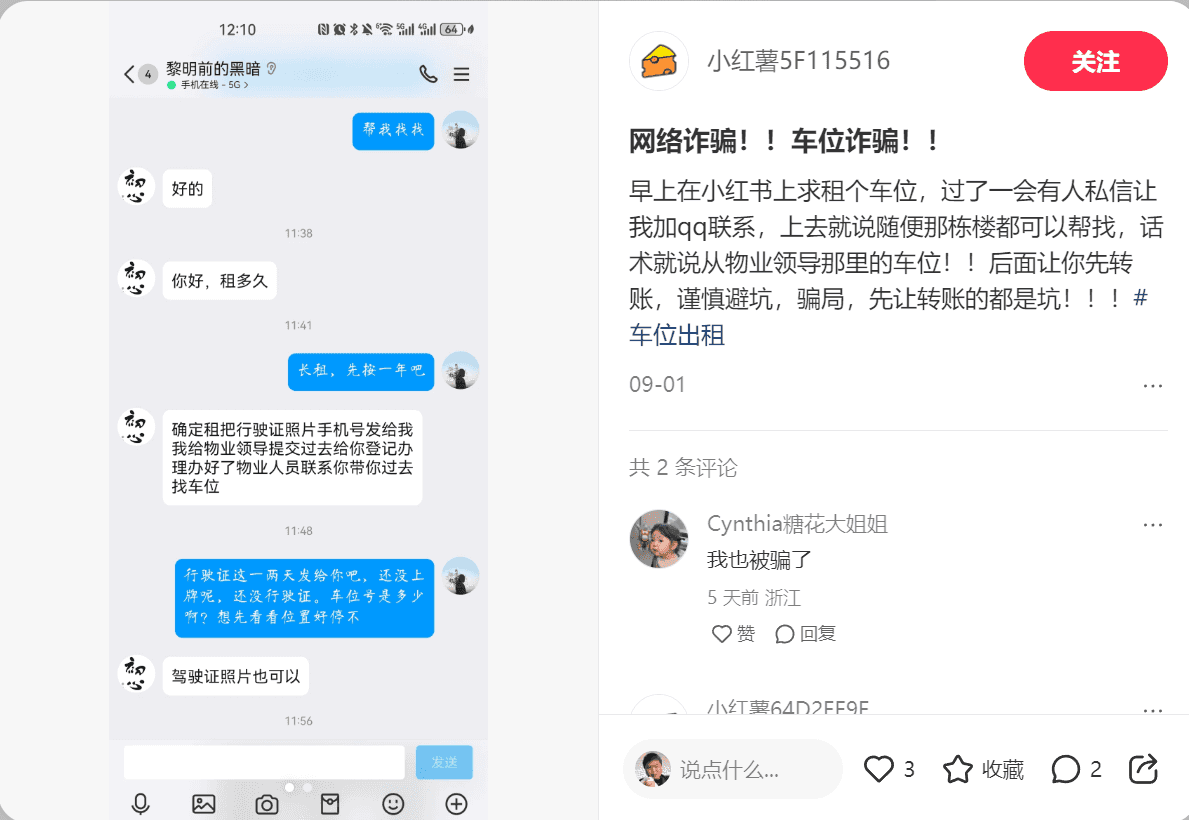 12:10
5G
4G
64
4
黎明前的黑暗
手机在线 - 5G >
帮我找找
初心
好的
11:38
初心
你好，租多久
11:41
长租，先按一年吧
初心
确定租把行驶证照片手机号发给我
我给物业领导提交过去给你登记办
理办好了物业人员联系你带你过去
找车位
11:48
行驶证这一两天发给你吧，还没上
牌呢，还没行驶证。车位号是多少
啊？想先看看位置好停不
初心
驾驶证照片也可以
11:56
发送
小红薯5F115516
关注
网络诈骗！！车位诈骗！！
早上在小红书上求租个车位，过了一会有人私信让
我加qq联系，上去就说随便那栋楼都可以帮找，话
术就说从物业领导那里的车位！！后面让你先转
账，谨慎避坑，骗局，先让转账的都是坑！！！#
车位出租
09-01
共 2 条评论
Cynthia糖花大姐姐
我也被骗了
5 天前 浙江
赞
回复
小红薯64D2FF9F
说点什么...
3
收藏
2